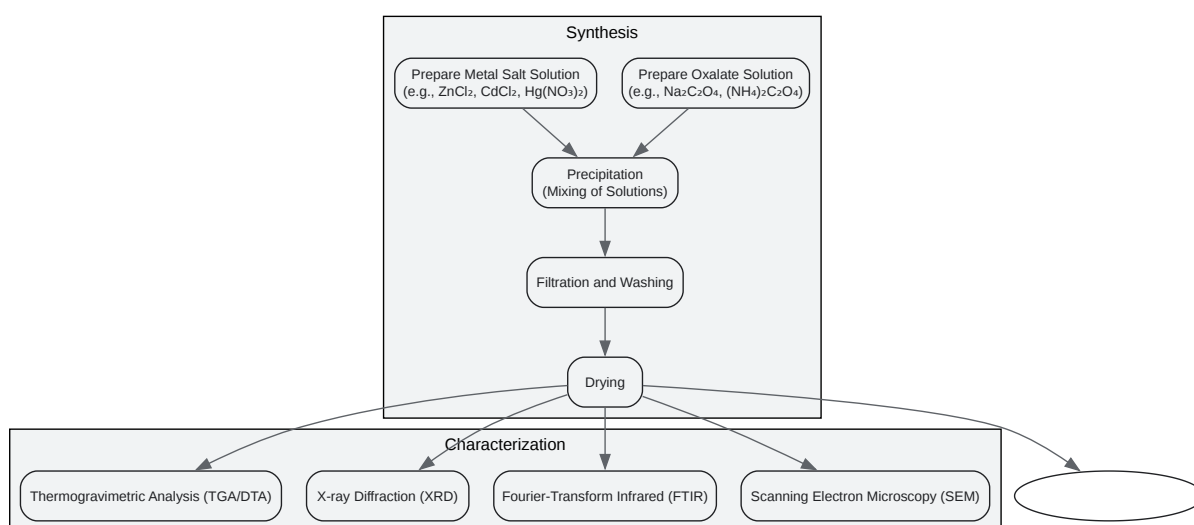 Synthesis
Prepare Metal Salt Solution
(e.g., ZnCl₂, CdCl₂, Hg(NO₃)₂)
Prepare Oxalate Solution
(e.g., Na₂C₂O₄, (NH₄)₂C₂O₄)
Precipitation
(Mixing of Solutions)
Filtration and Washing
Drying
Characterization
Thermogravimetric Analysis (TGA/DTA)
X-ray Diffraction (XRD)
Fourier-Transform Infrared (FTIR)
Scanning Electron Microscopy (SEM)